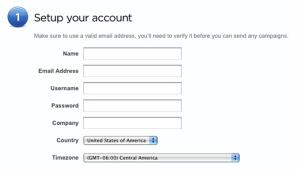 1 Setup your account
Make sure to use a valid email address, you'll need to verify it before you can send any campaigns.
Name
Email Address
Username
Password
Company
Country United States of America
Timezone (GMT-06:00) Central America